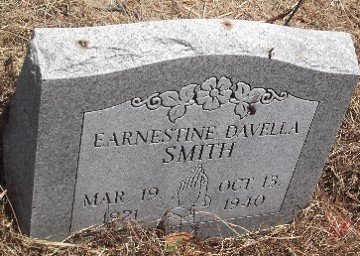 EARNESTINE DAVELLA
SMITH
MAR 19 OCT 13
1921 1940